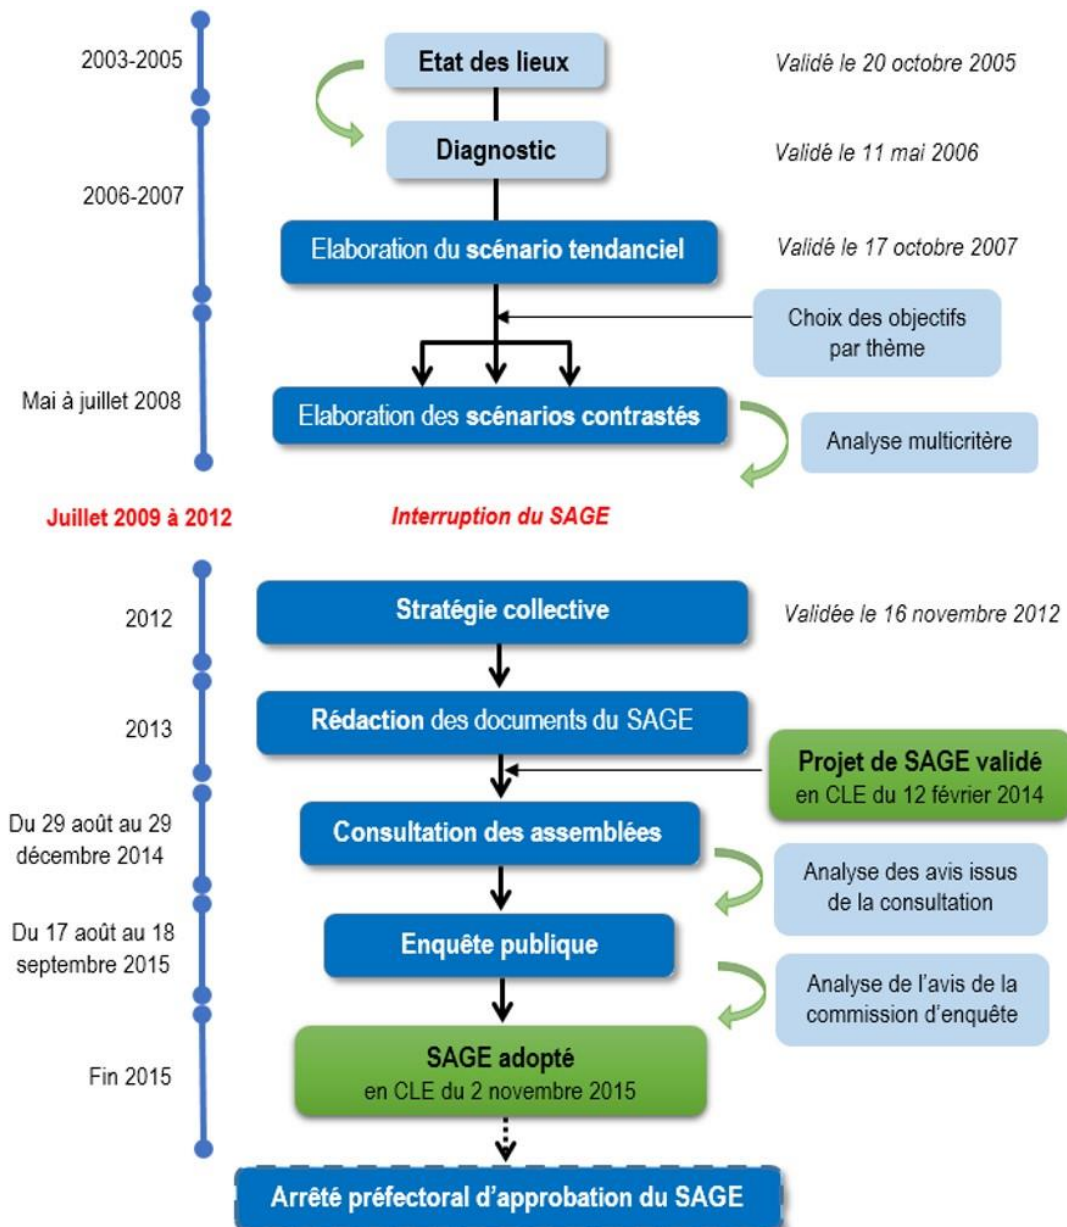 2003-2005
Etat des lieux
Validé le 20 octobre 2005
Diagnostic
Validé le 11 mai 2006
2006-2007
Elaboration du scénario tendanciel
Validé le 17 octobre 2007
Choix des objectifs
par thème
Mai à juillet 2008
Elaboration des scénarios contrastés
Analyse multicritère
Juillet 2009 à 2012
Interruption du SAGE
2012
Stratégie collective
Validée le 16 novembre 2012
2013
Rédaction des documents du SAGE
Projet de SAGE validé
en CLE du 12 février 2014
Du 29 août au 29
décembre 2014
Consultation des assemblées
Analyse des avis issus
de la consultation
Du 17 août au 18
septembre 2015
Enquête publique
Analyse de l'avis de la
commission d'enquête
Fin 2015
SAGE adopté
en CLE du 2 novembre 2015
Arrêté préfectoral d'approbation du SAGE